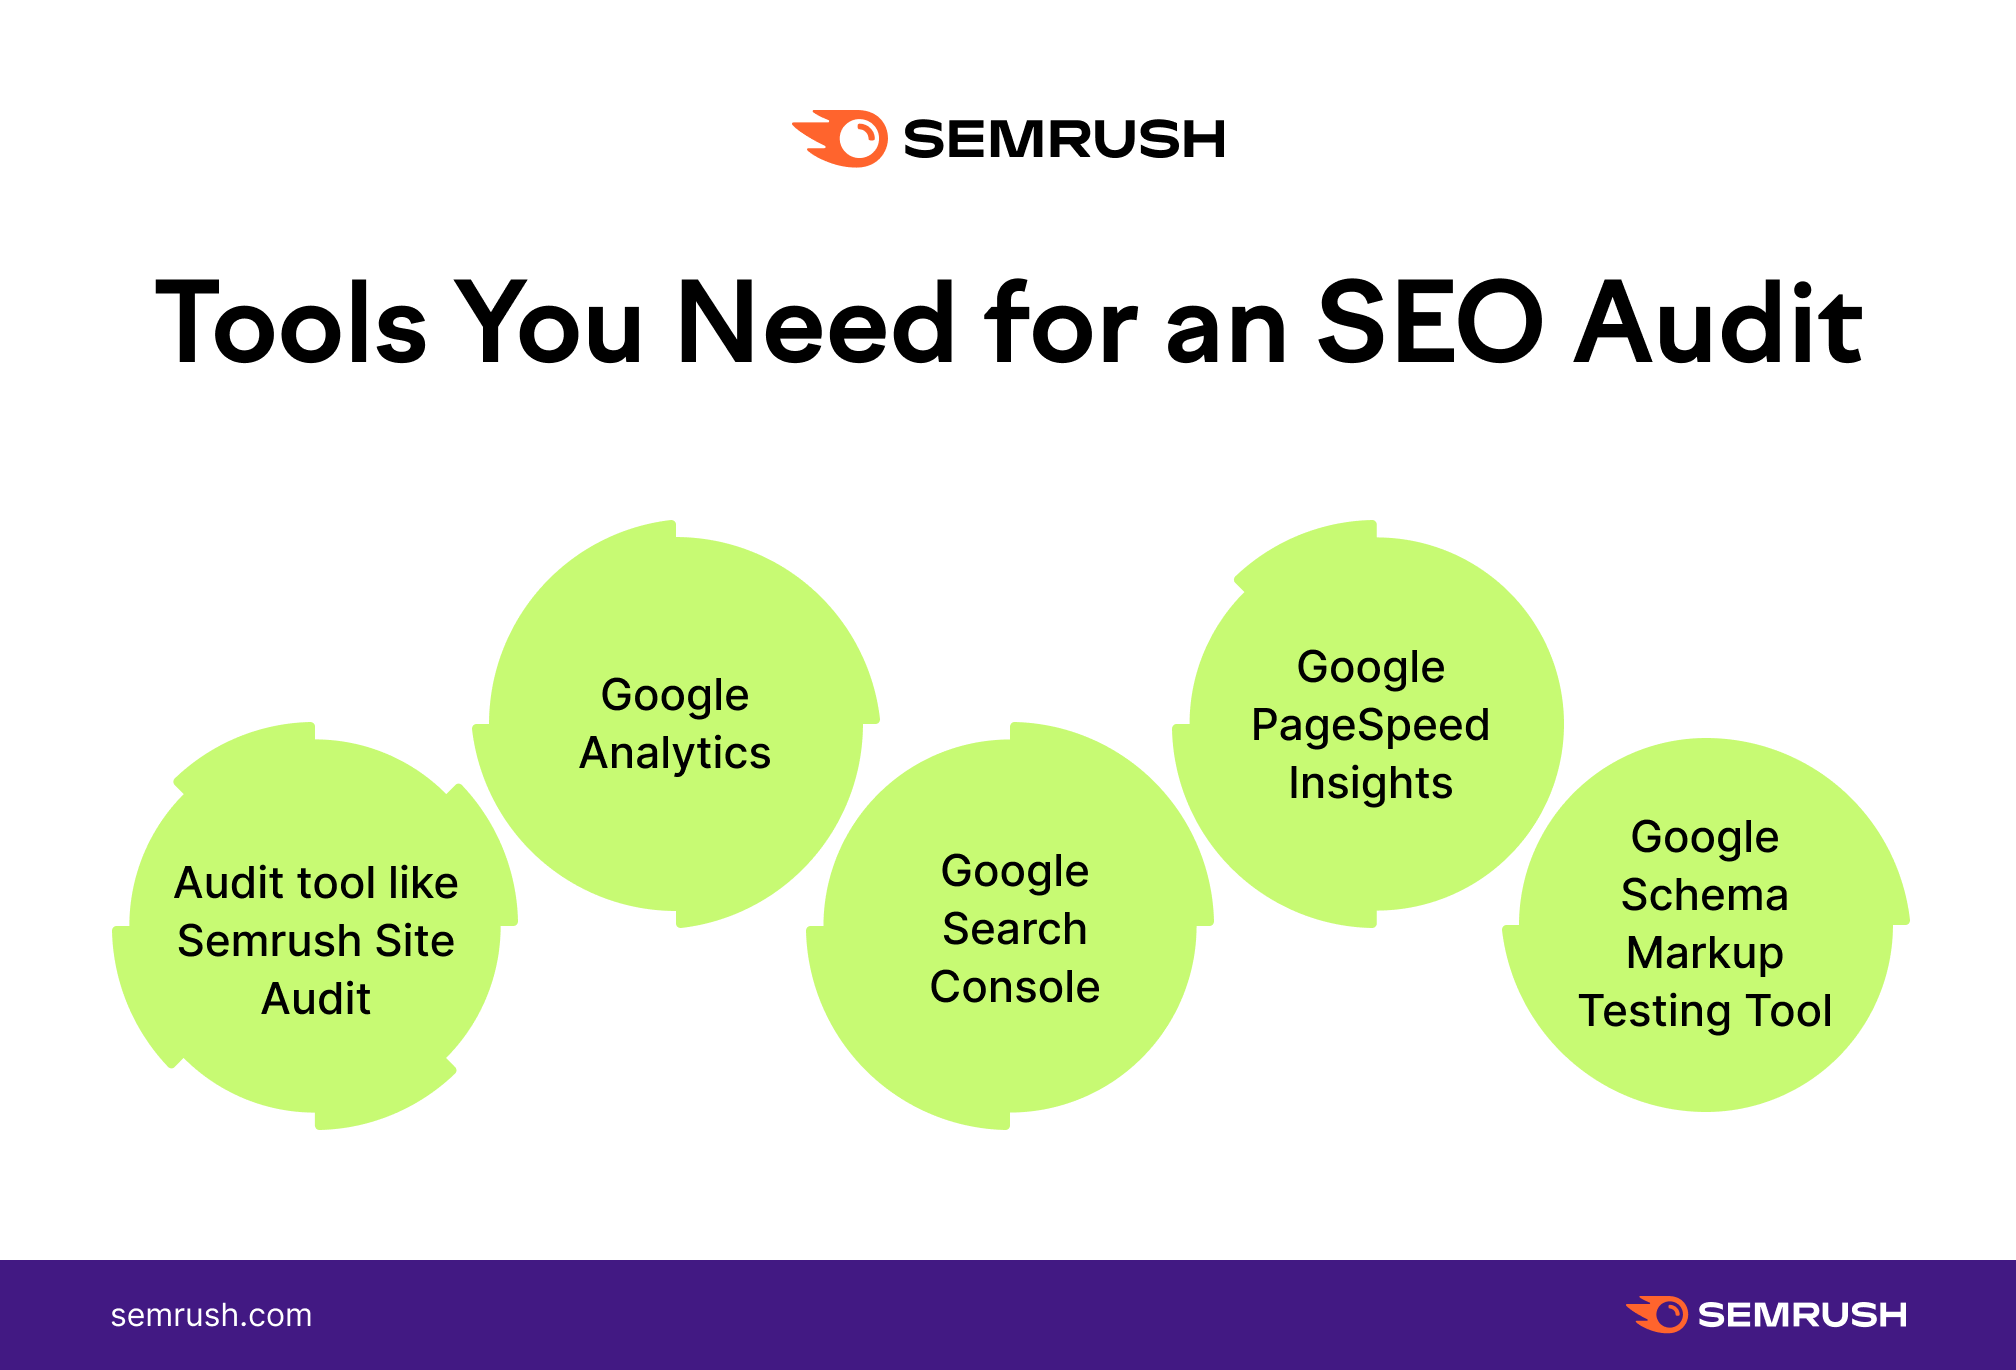 SEMRUSH
Tools You Need for an SEO Audit
Audit tool like
Semrush Site
Audit
Google
Analytics
Google
Search
Console
Google
PageSpeed
Insights
Google
Schema
Markup
Testing Tool
semrush.com
SEMRUSH